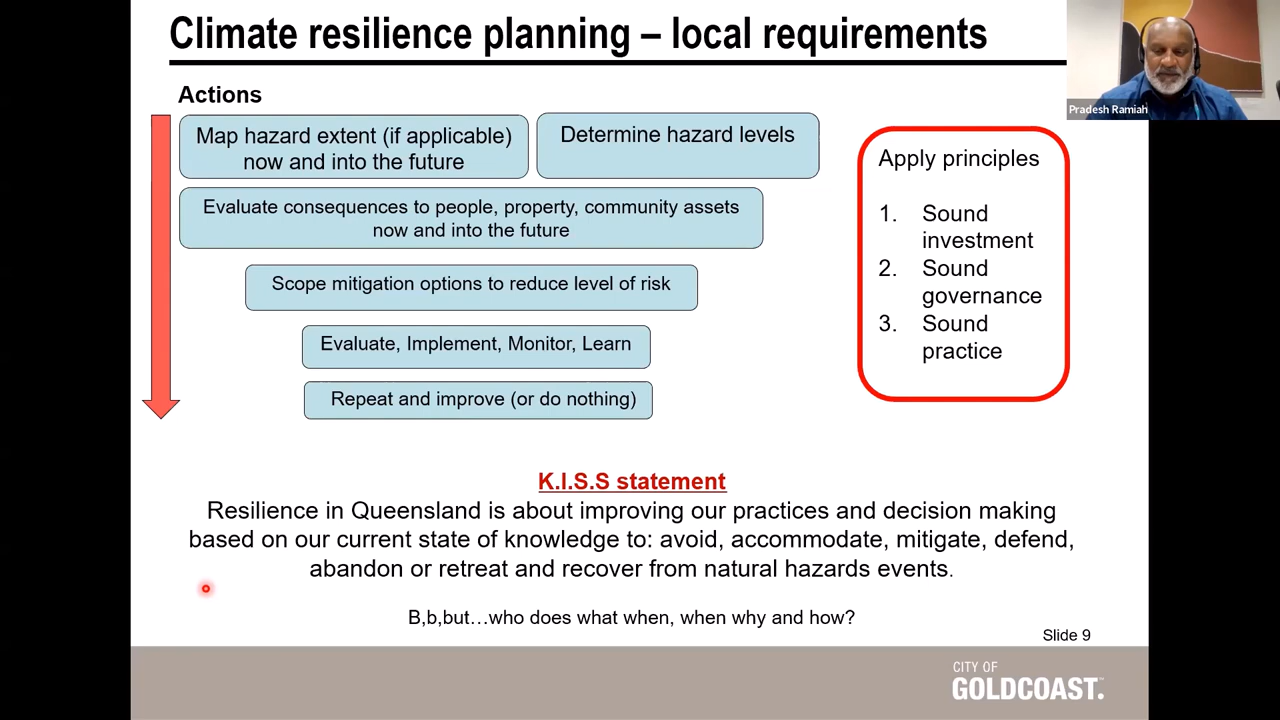 Climate resilience planning – local requirements
Pradesh Ramiah
Actions
Map hazard extent (if applicable)
now and into the future
Determine hazard levels
Evaluate consequences to people, property, community assets
now and into the future
Scope mitigation options to reduce level of risk
Evaluate, Implement, Monitor, Learn
Repeat and improve (or do nothing)
Apply principles
1. Sound
investment
2. Sound
governance
3. Sound
practice
K.I.S.S statement
Resilience in Queensland is about improving our practices and decision making
based on our current state of knowledge to: avoid, accommodate, mitigate, defend,
abandon or retreat and recover from natural hazards events.
B,b,but…who does what when, when why and how?
Slide 9
CITY OF
GOLDCOAST.